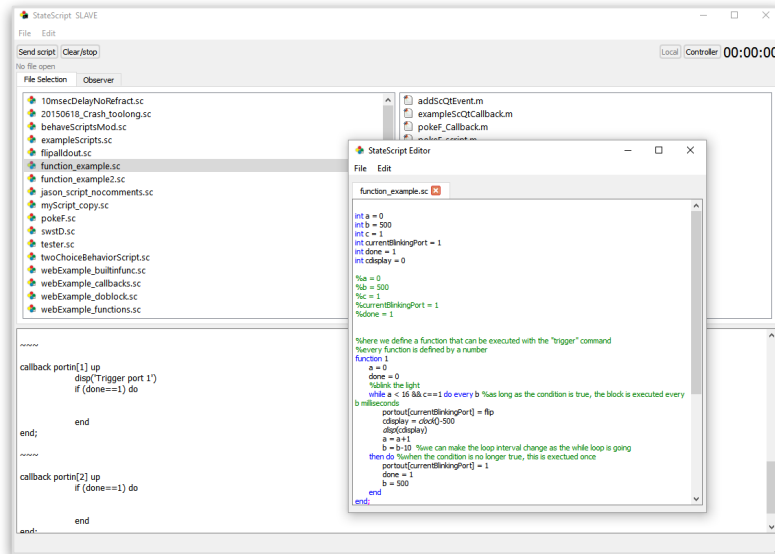 StateScript SLAVE
File Edit
Send script Clear/stop
Local Controller 00:00:00
No file open
File Selection Observer
10msecDelayNoRefract.sc
20150618_Crash_toolong.sc
behaveScriptsMod.sc
exampleScripts.sc
flipalldout.sc
function_example.sc
function_example2.sc
jason_script_nocomments.sc
myScript_copy.sc
pokeF.sc
swstD.sc
tester.sc
twoChoiceBehaviorScript.sc
webExample_builtinfunc.sc
webExample_callbacks.sc
webExample_doblock.sc
webExample_functions.sc
addScQtEvent.m
exampleScQtCallback.m
pokeF_Callback.m
pokeF_script.m
StateScript Editor
File Edit
function_example.sc
int a = 0
int b = 500
int c = 1
int currentBlinkingPort = 1
int done = 1
int cdisplay = 0
%a = 0
%b = 500
%c = 1
%currentBlinkingPort = 1
%done = 1
%here we define a function that can be executed with the "trigger" command
%every function is defined by a number
function 1
a = 0
done = 0
%blink the light
while a < 16 && c==1 do every b %as long as the condition is true, the block is executed every
b milliseconds
portout[currentBlinkingPort] = flip
cdisplay = clock()-500
disp(cdisplay)
a = a+1
b = b-10 %we can make the loop interval change as the while loop is going
then do %when the condition is no longer true, this is exectued once
portout[currentBlinkingPort] = 1
done = 1
b = 500
end
end;
~~~
callback portin[1] up
disp('Trigger port 1')
if (done==1) do
end
end;
~~~
callback portin[2] up
if (done==1) do
end
end;